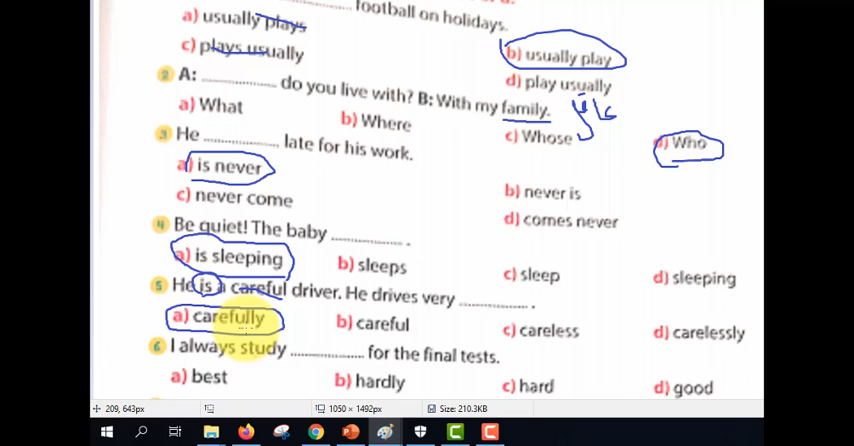 football on holidays.
a) usually plays
b) usually play
c) plays usually
d) play usually
2 A: .................... do you live with? B: With my family.
a) What
b) Where
c) Whose
d) Who
3 He .................... late for his work.
a) is never
b) never is
c) never come
d) comes never
4 Be quiet! The baby .................... .
a) is sleeping
b) sleeps
c) sleep
d) sleeping
5 He is a careful driver. He drives very .................... .
a) carefully
b) careful
c) careless
d) carelessly
6 I always study .................... for the final tests.
a) best
b) hardly
c) hard
d) good
209, 643px
1050 × 1492px
Size: 210.3KB